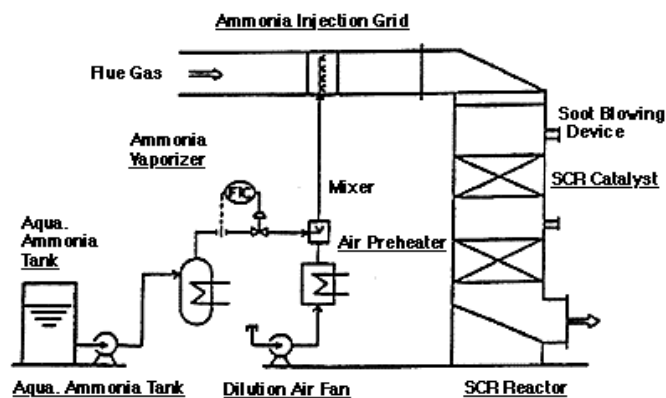 Ammonia Injection Grid
Flue Gas
Soot Blowing
Device
Ammonia
Vaporizer
SCR Catalyst
FIC
Mixer
Aqua.
Ammonia
Tank
Air Preheater
Aqua. Ammonia Tank
Dilution Air Fan
SCR Reactor